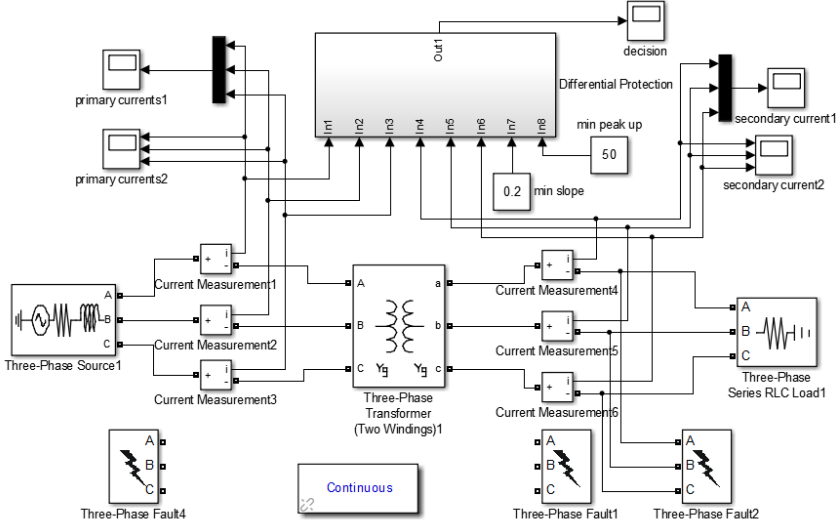 Out1
decision
Differential Protection
primary currents1
secondary current1
In1 In2 In3 In4 In5 In6 In7 In8
min peak up
50
primary currents2
secondary current2
0.2
min slope
i
+
-
Current Measurement1
i
+
-
Current Measurement2
i
+
-
Current Measurement3
A
B
C
Three-Phase Source1
A
B
C
a
b
c
Yg
Yg
Three-Phase
Transformer
(Two Windings)1
i
+
-
Current Measurement4
i
+
-
Current Measurement5
i
+
-
Current Measurement6
A
B
C
Three-Phase
Series RLC Load1
A
B
C
Three-Phase Fault4
Continuous
A
B
C
Three-Phase Fault1
A
B
C
Three-Phase Fault2